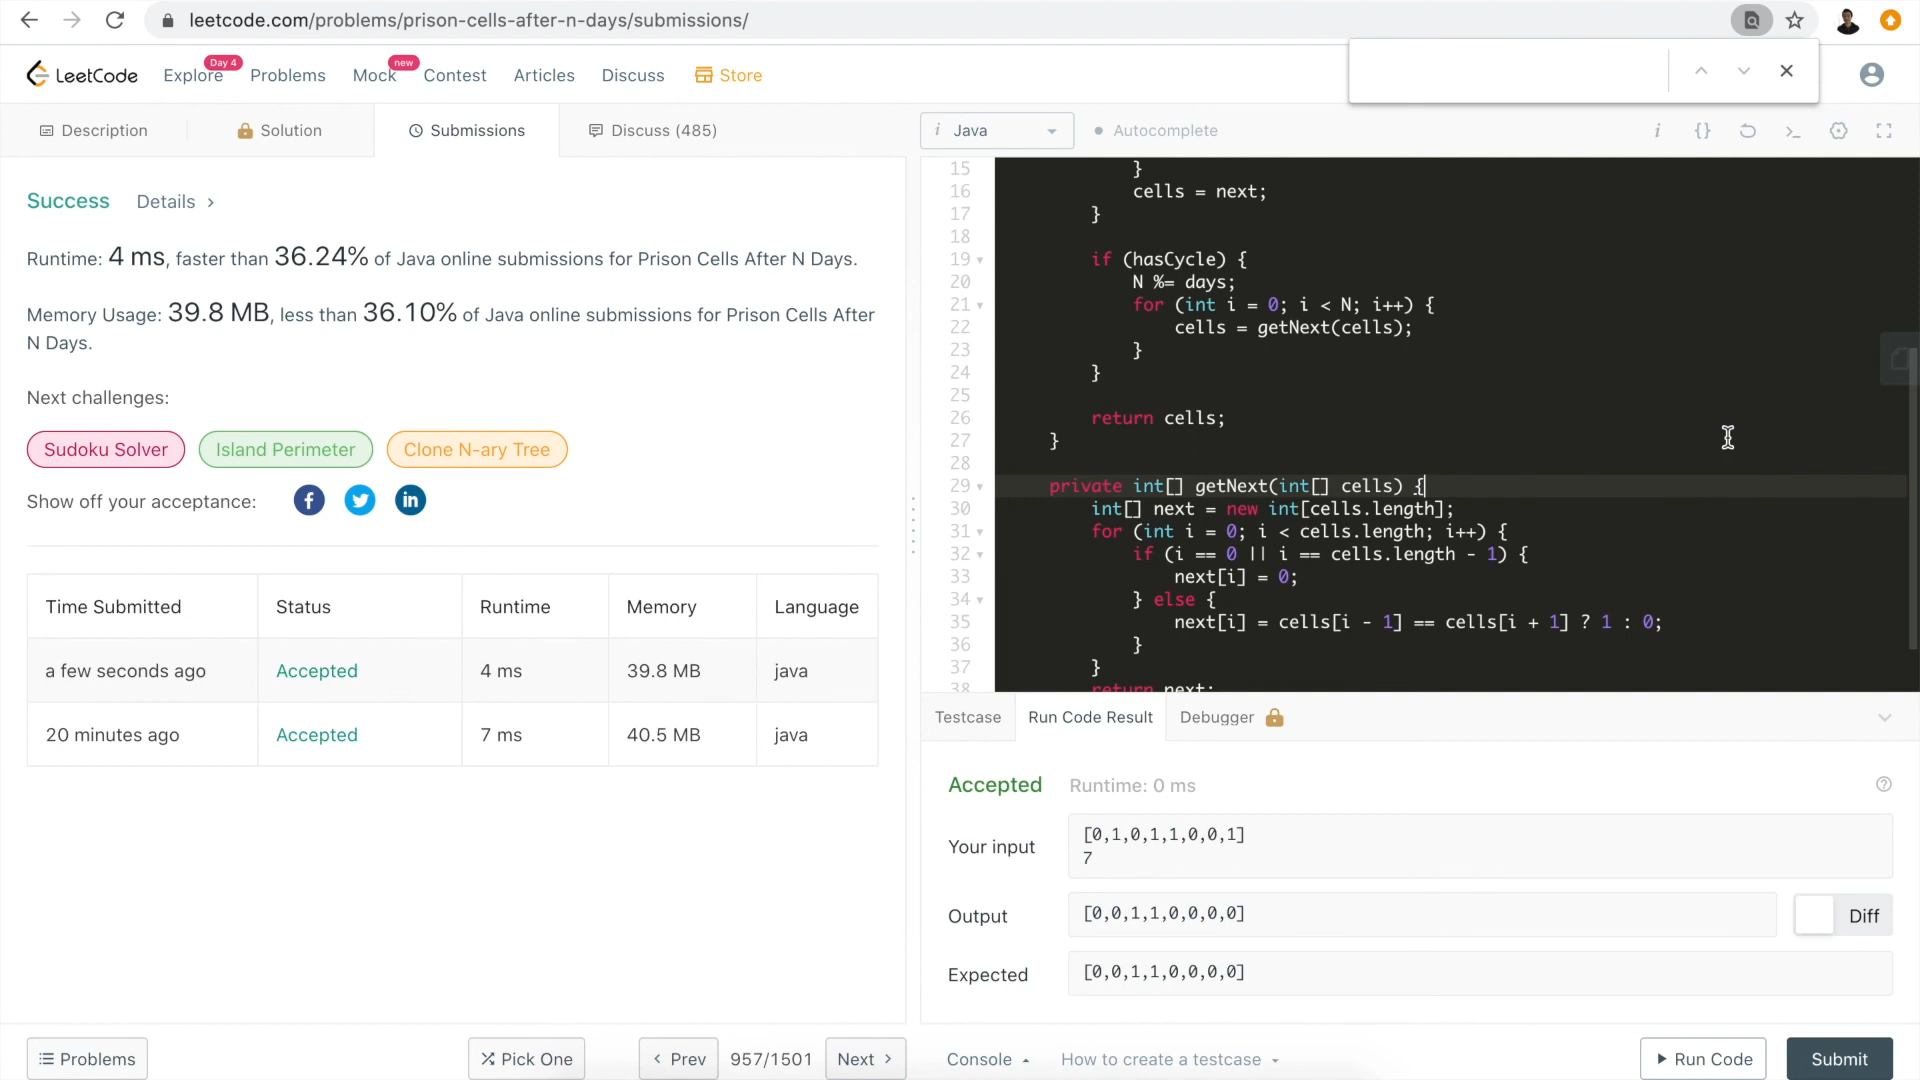 leetcode.com/problems/prison-cells-after-n-days/submissions/
LeetCode
Explore
Day 4
Problems
Mock
new
Contest
Articles
Discuss
Store
Description
Solution
Submissions
Discuss (485)
i Java
Autocomplete
Success
Details
Runtime: 4 ms, faster than 36.24% of Java online submissions for Prison Cells After N Days.
Memory Usage: 39.8 MB, less than 36.10% of Java online submissions for Prison Cells After
N Days.
Next challenges:
Sudoku Solver
Island Perimeter
Clone N-ary Tree
Show off your acceptance:
Time Submitted Status Runtime Memory Language
a few seconds ago Accepted 4 ms 39.8 MB java
20 minutes ago Accepted 7 ms 40.5 MB java
15 }
16 cells = next;
17 }
18
19 if (hasCycle) {
20 N %= days;
21 for (int i = 0; i < N; i++) {
22 cells = getNext(cells);
23 }
24 }
25
26 return cells;
27 }
28
29 private int[] getNext(int[] cells) {
30 int[] next = new int[cells.length];
31 for (int i = 0; i < cells.length; i++) {
32 if (i == 0 || i == cells.length - 1) {
33 next[i] = 0;
34 } else {
35 next[i] = cells[i - 1] == cells[i + 1] ? 1 : 0;
36 }
37 }
38 return next;
Testcase
Run Code Result
Debugger
Accepted
Runtime: 0 ms
Your input
[0,1,0,1,1,0,0,1]
7
Output
[0,0,1,1,0,0,0,0]
Diff
Expected
[0,0,1,1,0,0,0,0]
Problems
Pick One
Prev
957/1501
Next
Console
How to create a testcase
Run Code
Submit